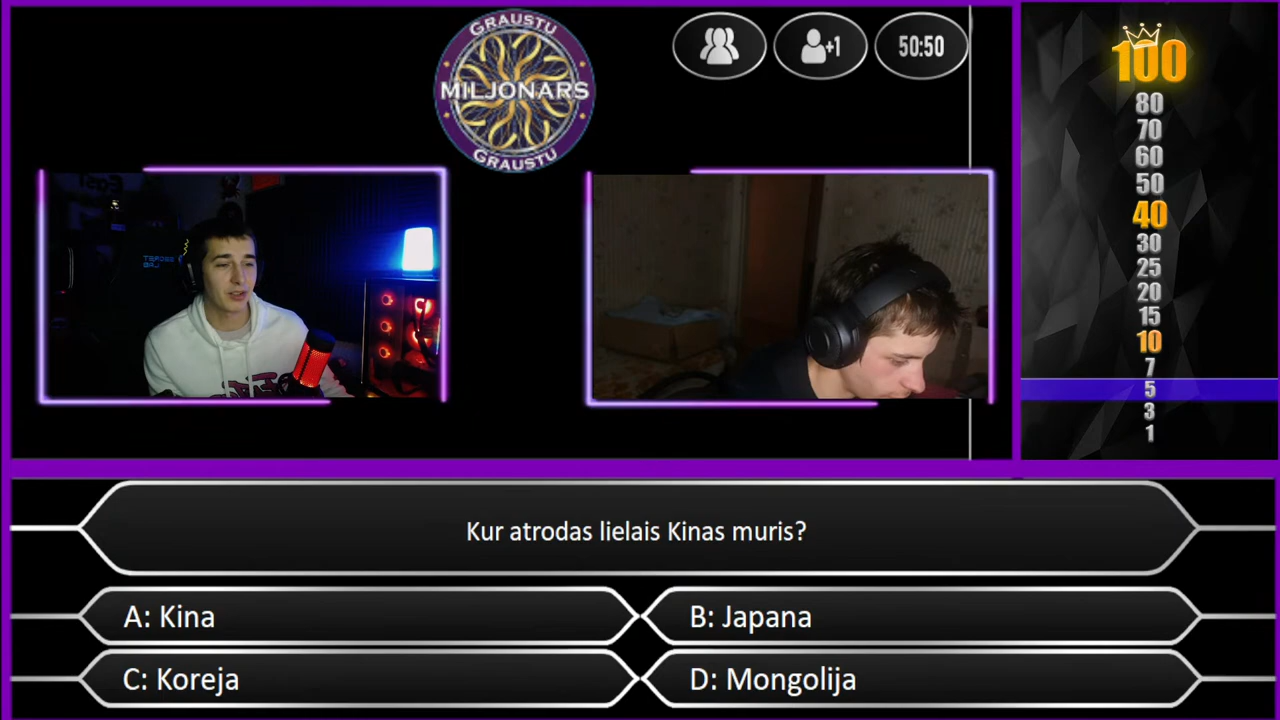 GRAUSTU
MILJONARS
GRAUSTU
+1
50:50
100
80
70
60
50
40
30
25
20
15
10
7
5
3
1
Kur atrodas lielais Kinas muris?
A: Kina
B: Japana
C: Koreja
D: Mongolija